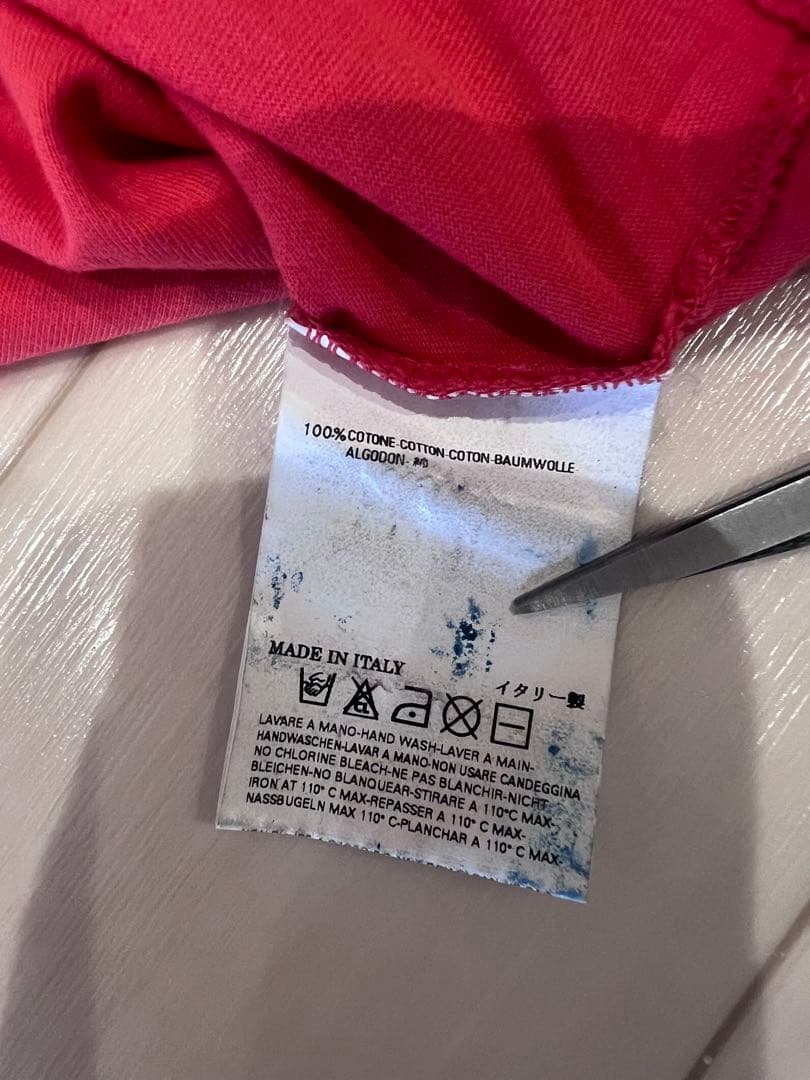 100% COTONE-COTTON-COTON-BAUMWOLLE
ALGODON-綿
MADE IN ITALY
イタリー製
CL
LAVARE A MANO-HAND WASH-LAVER A MAIN-
HANDWASCHEN-LAVAR A MANO-NON USARE CANDEGGINA
NO CHLORINE BLEACH-NE PAS BLANCHIR-NICHT
BLEICHEN-NO BLANQUEAR-STIRARE A 110°C MAX-
IRON AT 110° C MAX-REPASSER A 110° C MAX-
NASSBUGELN MAX 110° C-PLANCHAR A 110° C MAX-